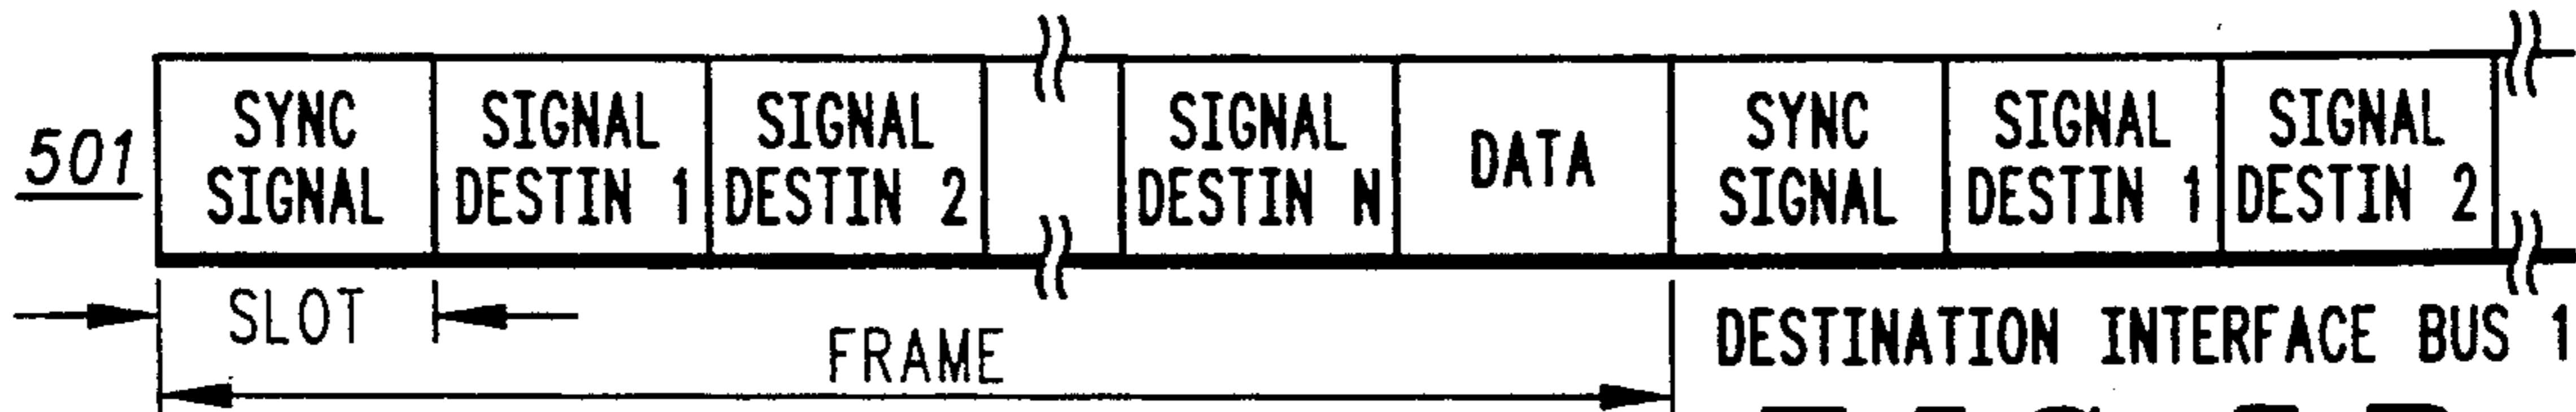 501
SYNC SIGNAL
SIGNAL DESTIN 1
SIGNAL DESTIN 2
SIGNAL DESTIN N
DATA
SYNC SIGNAL
SIGNAL DESTIN 1
SIGNAL DESTIN 2
SLOT
FRAME
DESTINATION INTERFACE BUS 1